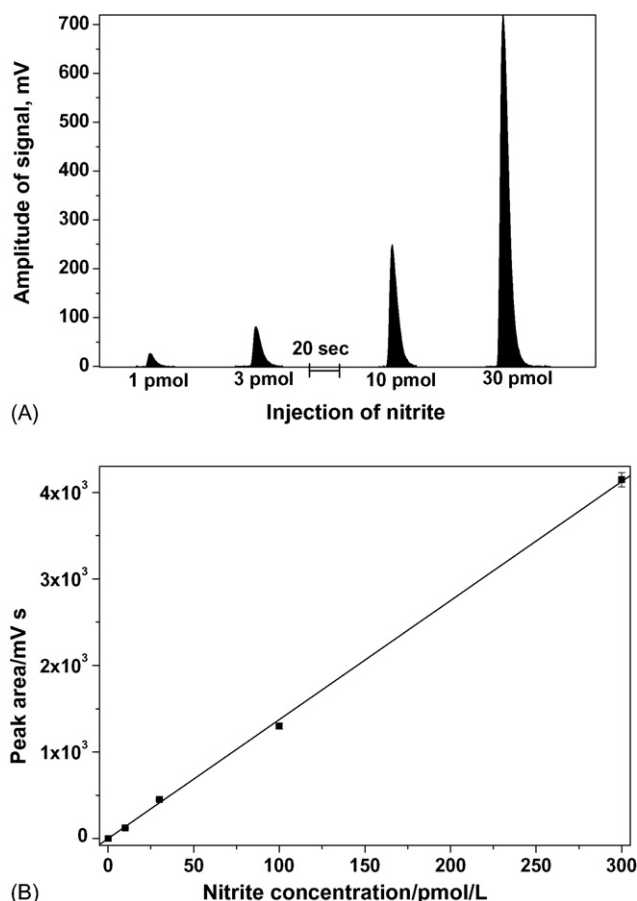 700
600
500
400
300
200
100
0
Amplitude of signal, mV
20 sec
1 pmol 3 pmol 10 pmol 30 pmol
(A) Injection of nitrite
4x10³
3x10³
2x10³
1x10³
0
Peak area/mV s
0 50 100 150 200 250 300
(B) Nitrite concentration/pmol/L